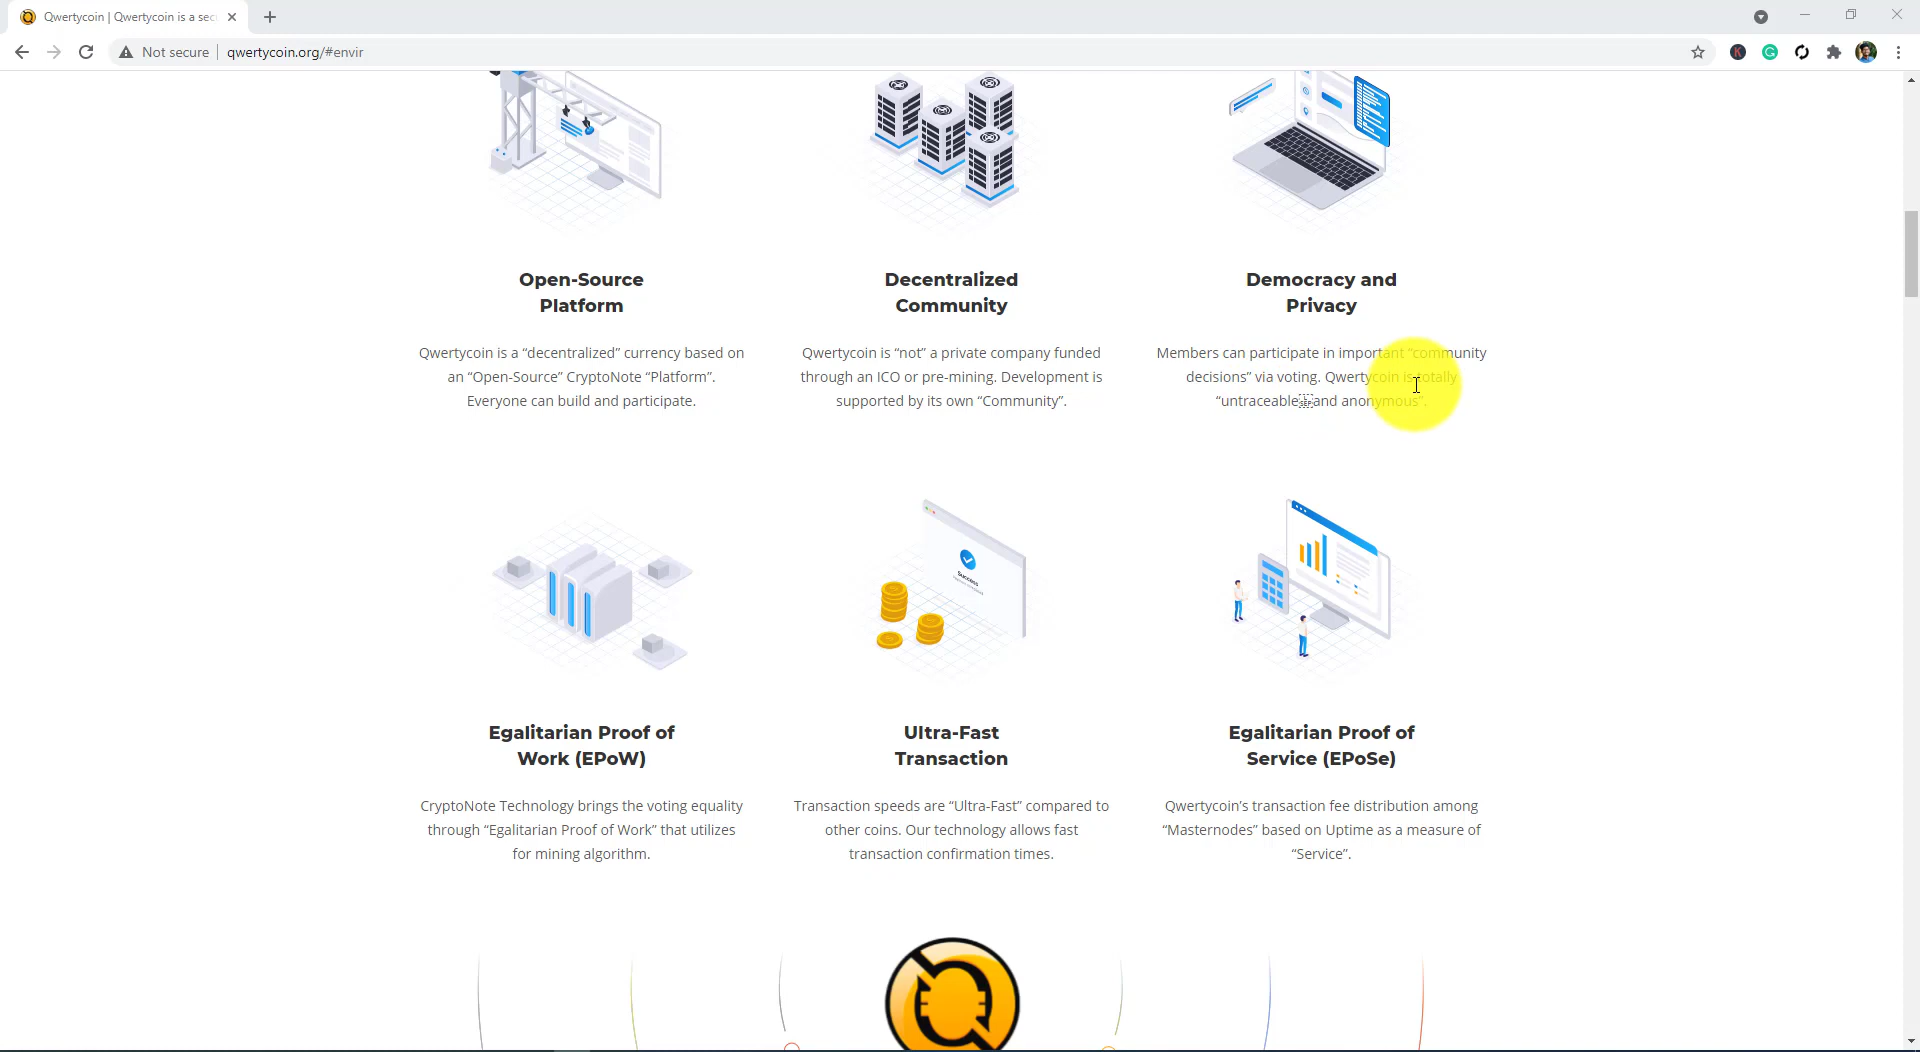 Qwertycoin | Qwertycoin is a sec
Not secure
qwertycoin.org/#envir
Open-Source
Platform
Qwertycoin is a “decentralized” currency based on
an “Open-Source” CryptoNote “Platform”.
Everyone can build and participate.
Decentralized
Community
Qwertycoin is “not” a private company funded
through an ICO or pre-mining. Development is
supported by its own “Community”.
Democracy and
Privacy
Members can participate in important “community
decisions” via voting. Qwertycoin is totally
“untraceable and anonymous”.
Success
Egalitarian Proof of
Work (EPoW)
CryptoNote Technology brings the voting equality
through “Egalitarian Proof of Work” that utilizes
for mining algorithm.
Ultra-Fast
Transaction
Transaction speeds are “Ultra-Fast” compared to
other coins. Our technology allows fast
transaction confirmation times.
Egalitarian Proof of
Service (EPoSe)
Qwertycoin’s transaction fee distribution among
“Masternodes” based on Uptime as a measure of
“Service”.